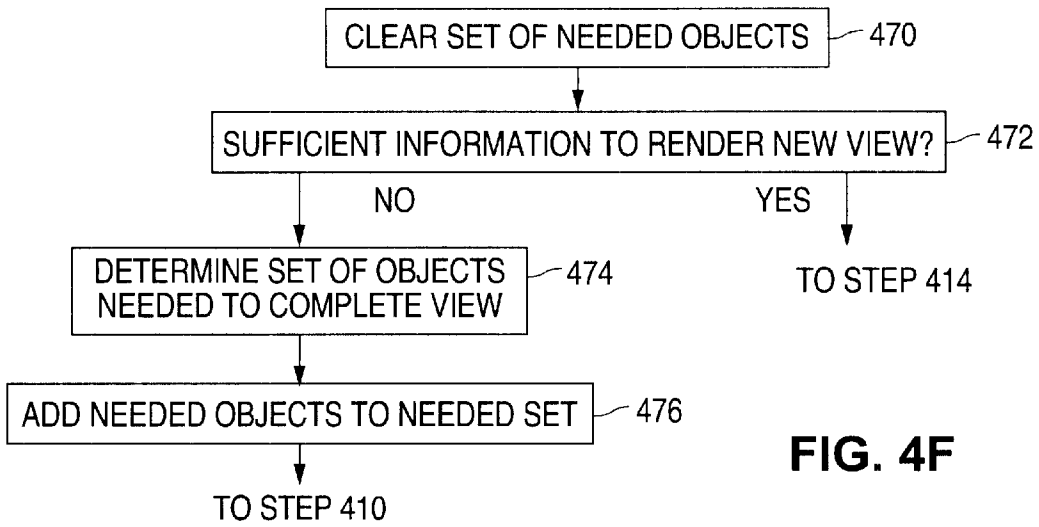 CLEAR SET OF NEEDED OBJECTS
470
SUFFICIENT INFORMATION TO RENDER NEW VIEW?
472
NO
YES
DETERMINE SET OF OBJECTS
NEEDED TO COMPLETE VIEW
474
TO STEP 414
ADD NEEDED OBJECTS TO NEEDED SET
476
TO STEP 410
FIG. 4F